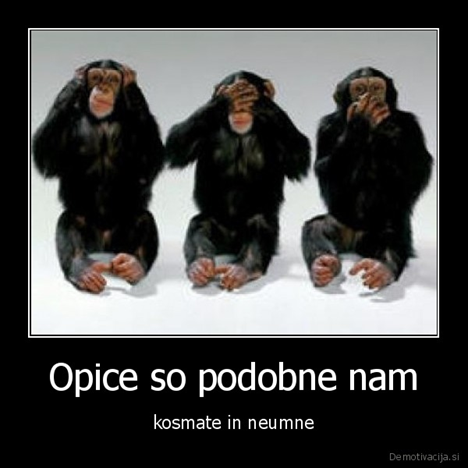 Opice so podobne nam
kosmate in neumne
Demotivacija.si